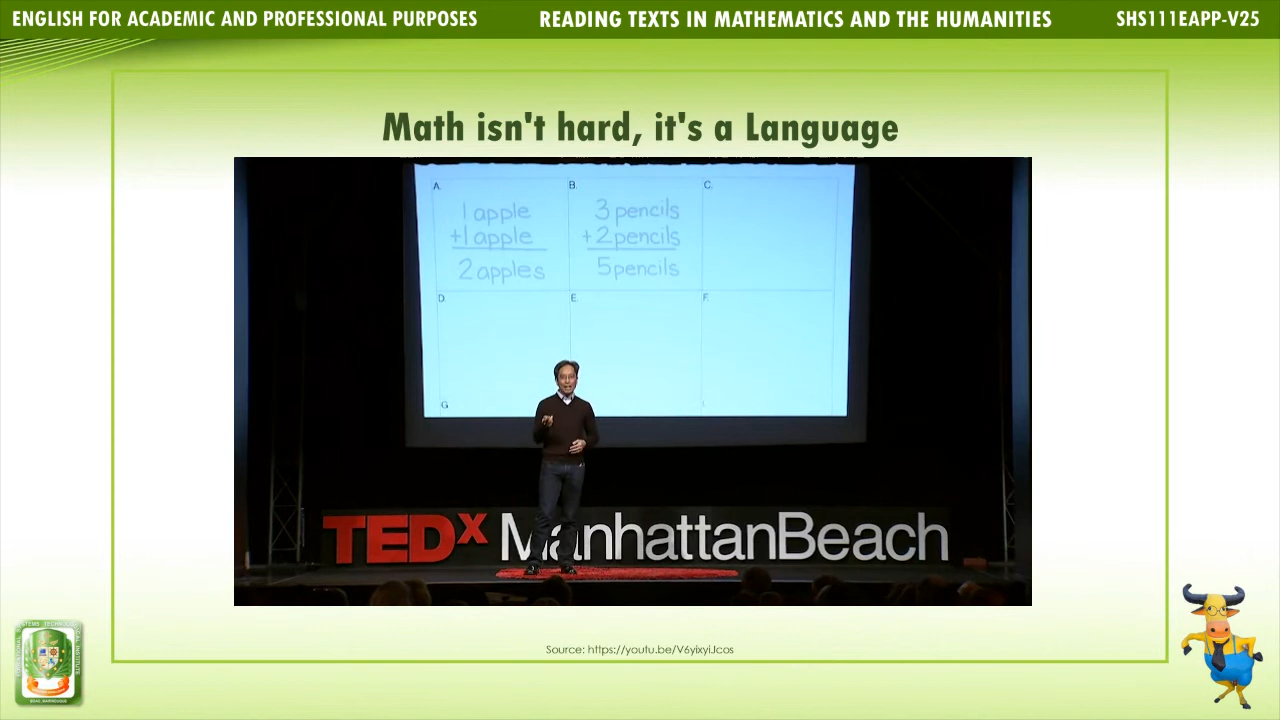 ENGLISH FOR ACADEMIC AND PROFESSIONAL PURPOSES
READING TEXTS IN MATHEMATICS AND THE HUMANITIES
SHS111EAPP-V25
Math isn't hard, it's a Language
A.
1 apple
+1 apple
2 apples
B.
3 pencils
+2 pencils
5 pencils
C.
D.
E.
F.
G
TEDx ManhattanBeach
Source: https://youtu.be/V6yixyiJcos